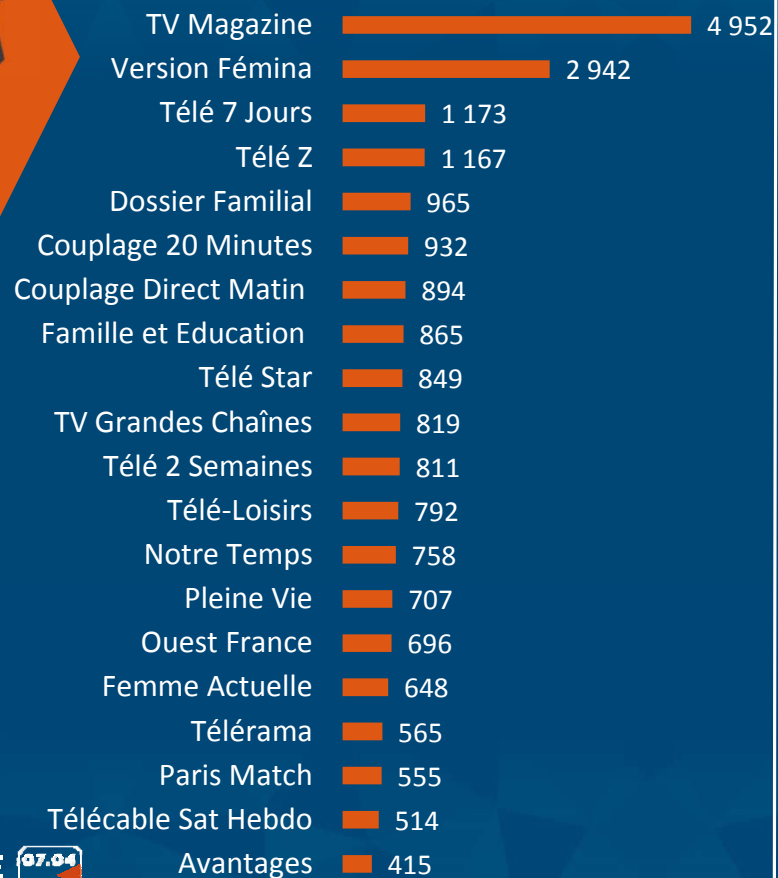 TV Magazine 4 952
Version Fémina 2 942
Télé 7 Jours 1 173
Télé Z 1 167
Dossier Familial 965
Couplage 20 Minutes 932
Couplage Direct Matin 894
Famille et Education 865
Télé Star 849
TV Grandes Chaînes 819
Télé 2 Semaines 811
Télé-Loisirs 792
Notre Temps 758
Pleine Vie 707
Ouest France 696
Femme Actuelle 648
Télérama 565
Paris Match 555
Télécable Sat Hebdo 514
07.04
Avantages 415